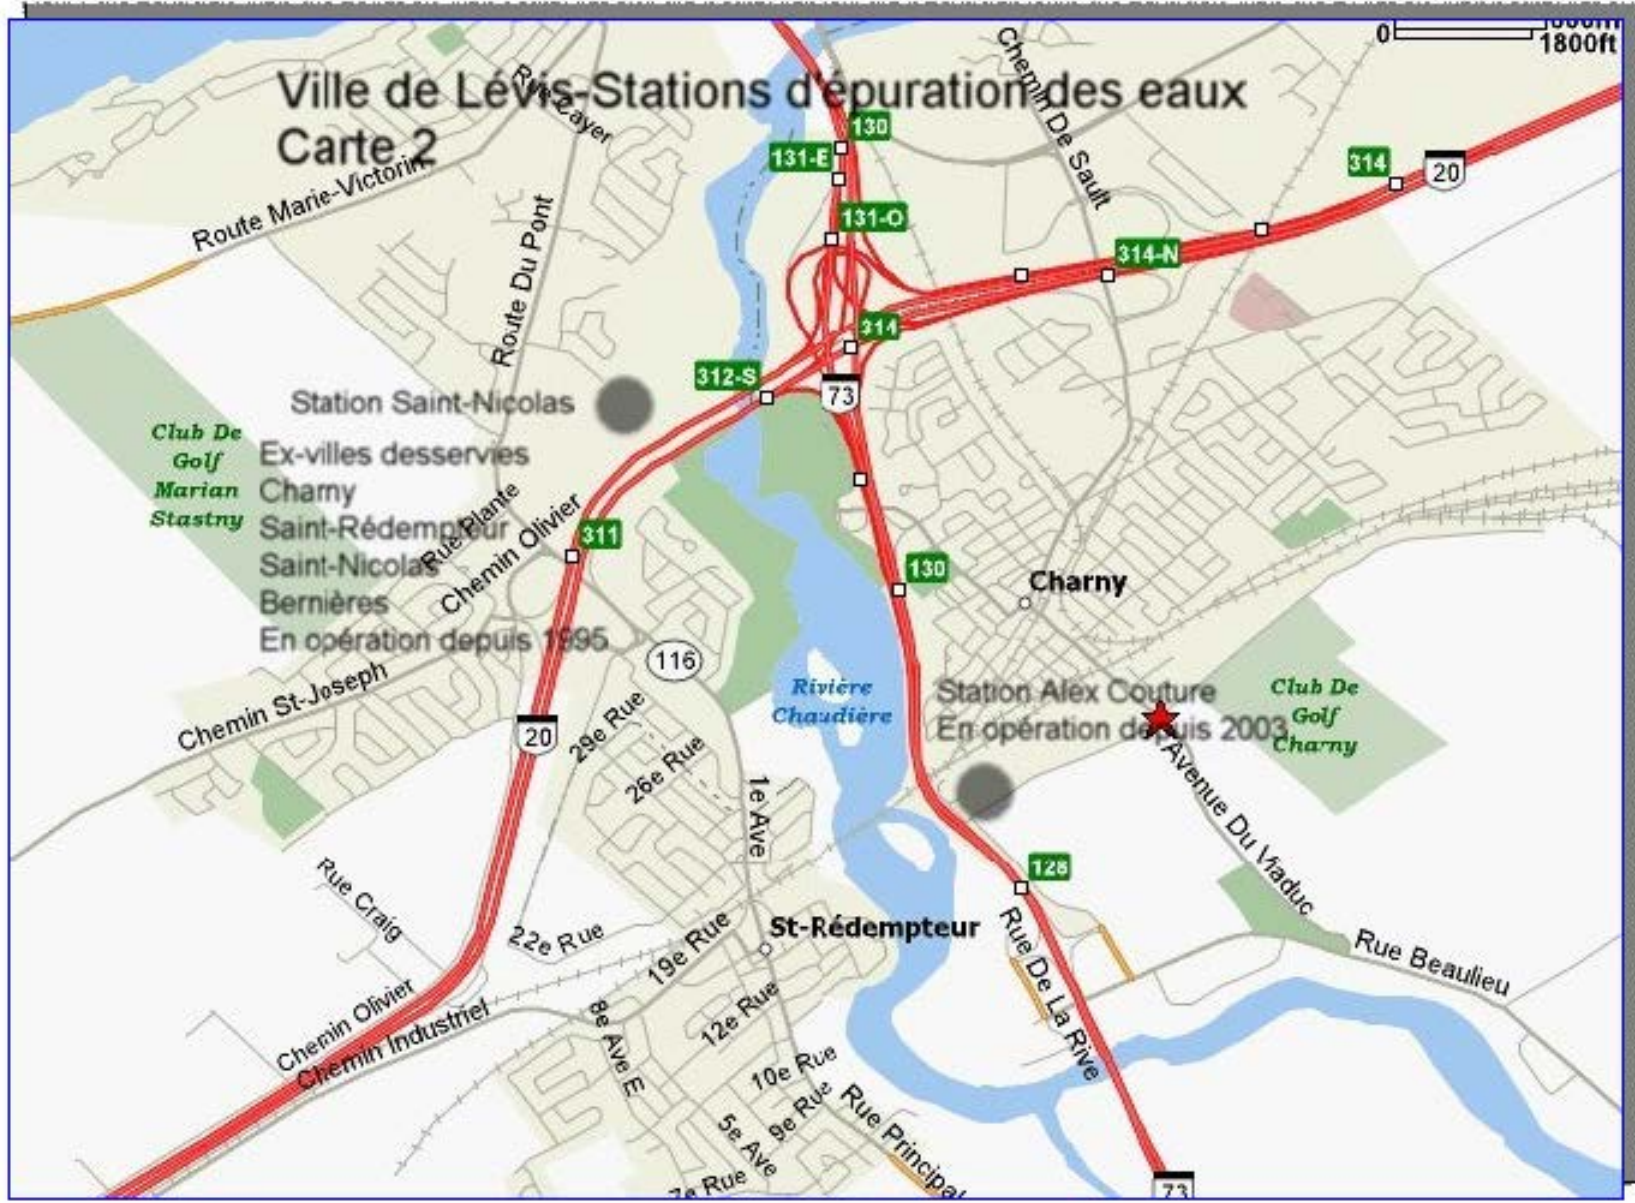 0
1800ft
Ville de Lévis-Stations d'épuration des eaux
Carte 2
Rue Cayer
Chemin De Sault
130
131-E
314
20
Route Marie-Victorin
131-O
Route Du Pont
314-N
314
312-S
73
Station Saint-Nicolas
Club De
Golf
Marian
Stastny
Ex-villes desservies
Charny
Saint-Rédempteur
Saint-Nicolas
Bernières
En opération depuis 1995
Rue Plante
Chemin Olivier
311
130
Charny
116
Chemin St-Joseph
Rivière
Chaudière
Station Alex Couture
En opération depuis 2003
Club De
Golf
Charny
20
29e Rue
26e Rue
1e Ave
Avenue Du Viaduc
128
Rue Craig
22e Rue
19e Rue
St-Rédempteur
Rue De La Rive
Rue Beaulieu
Chemin Olivier
Chemin Industriel
8e Ave E
12e Rue
10e Rue
9e Rue
5e Ave
7e Rue
Rue Principal
73